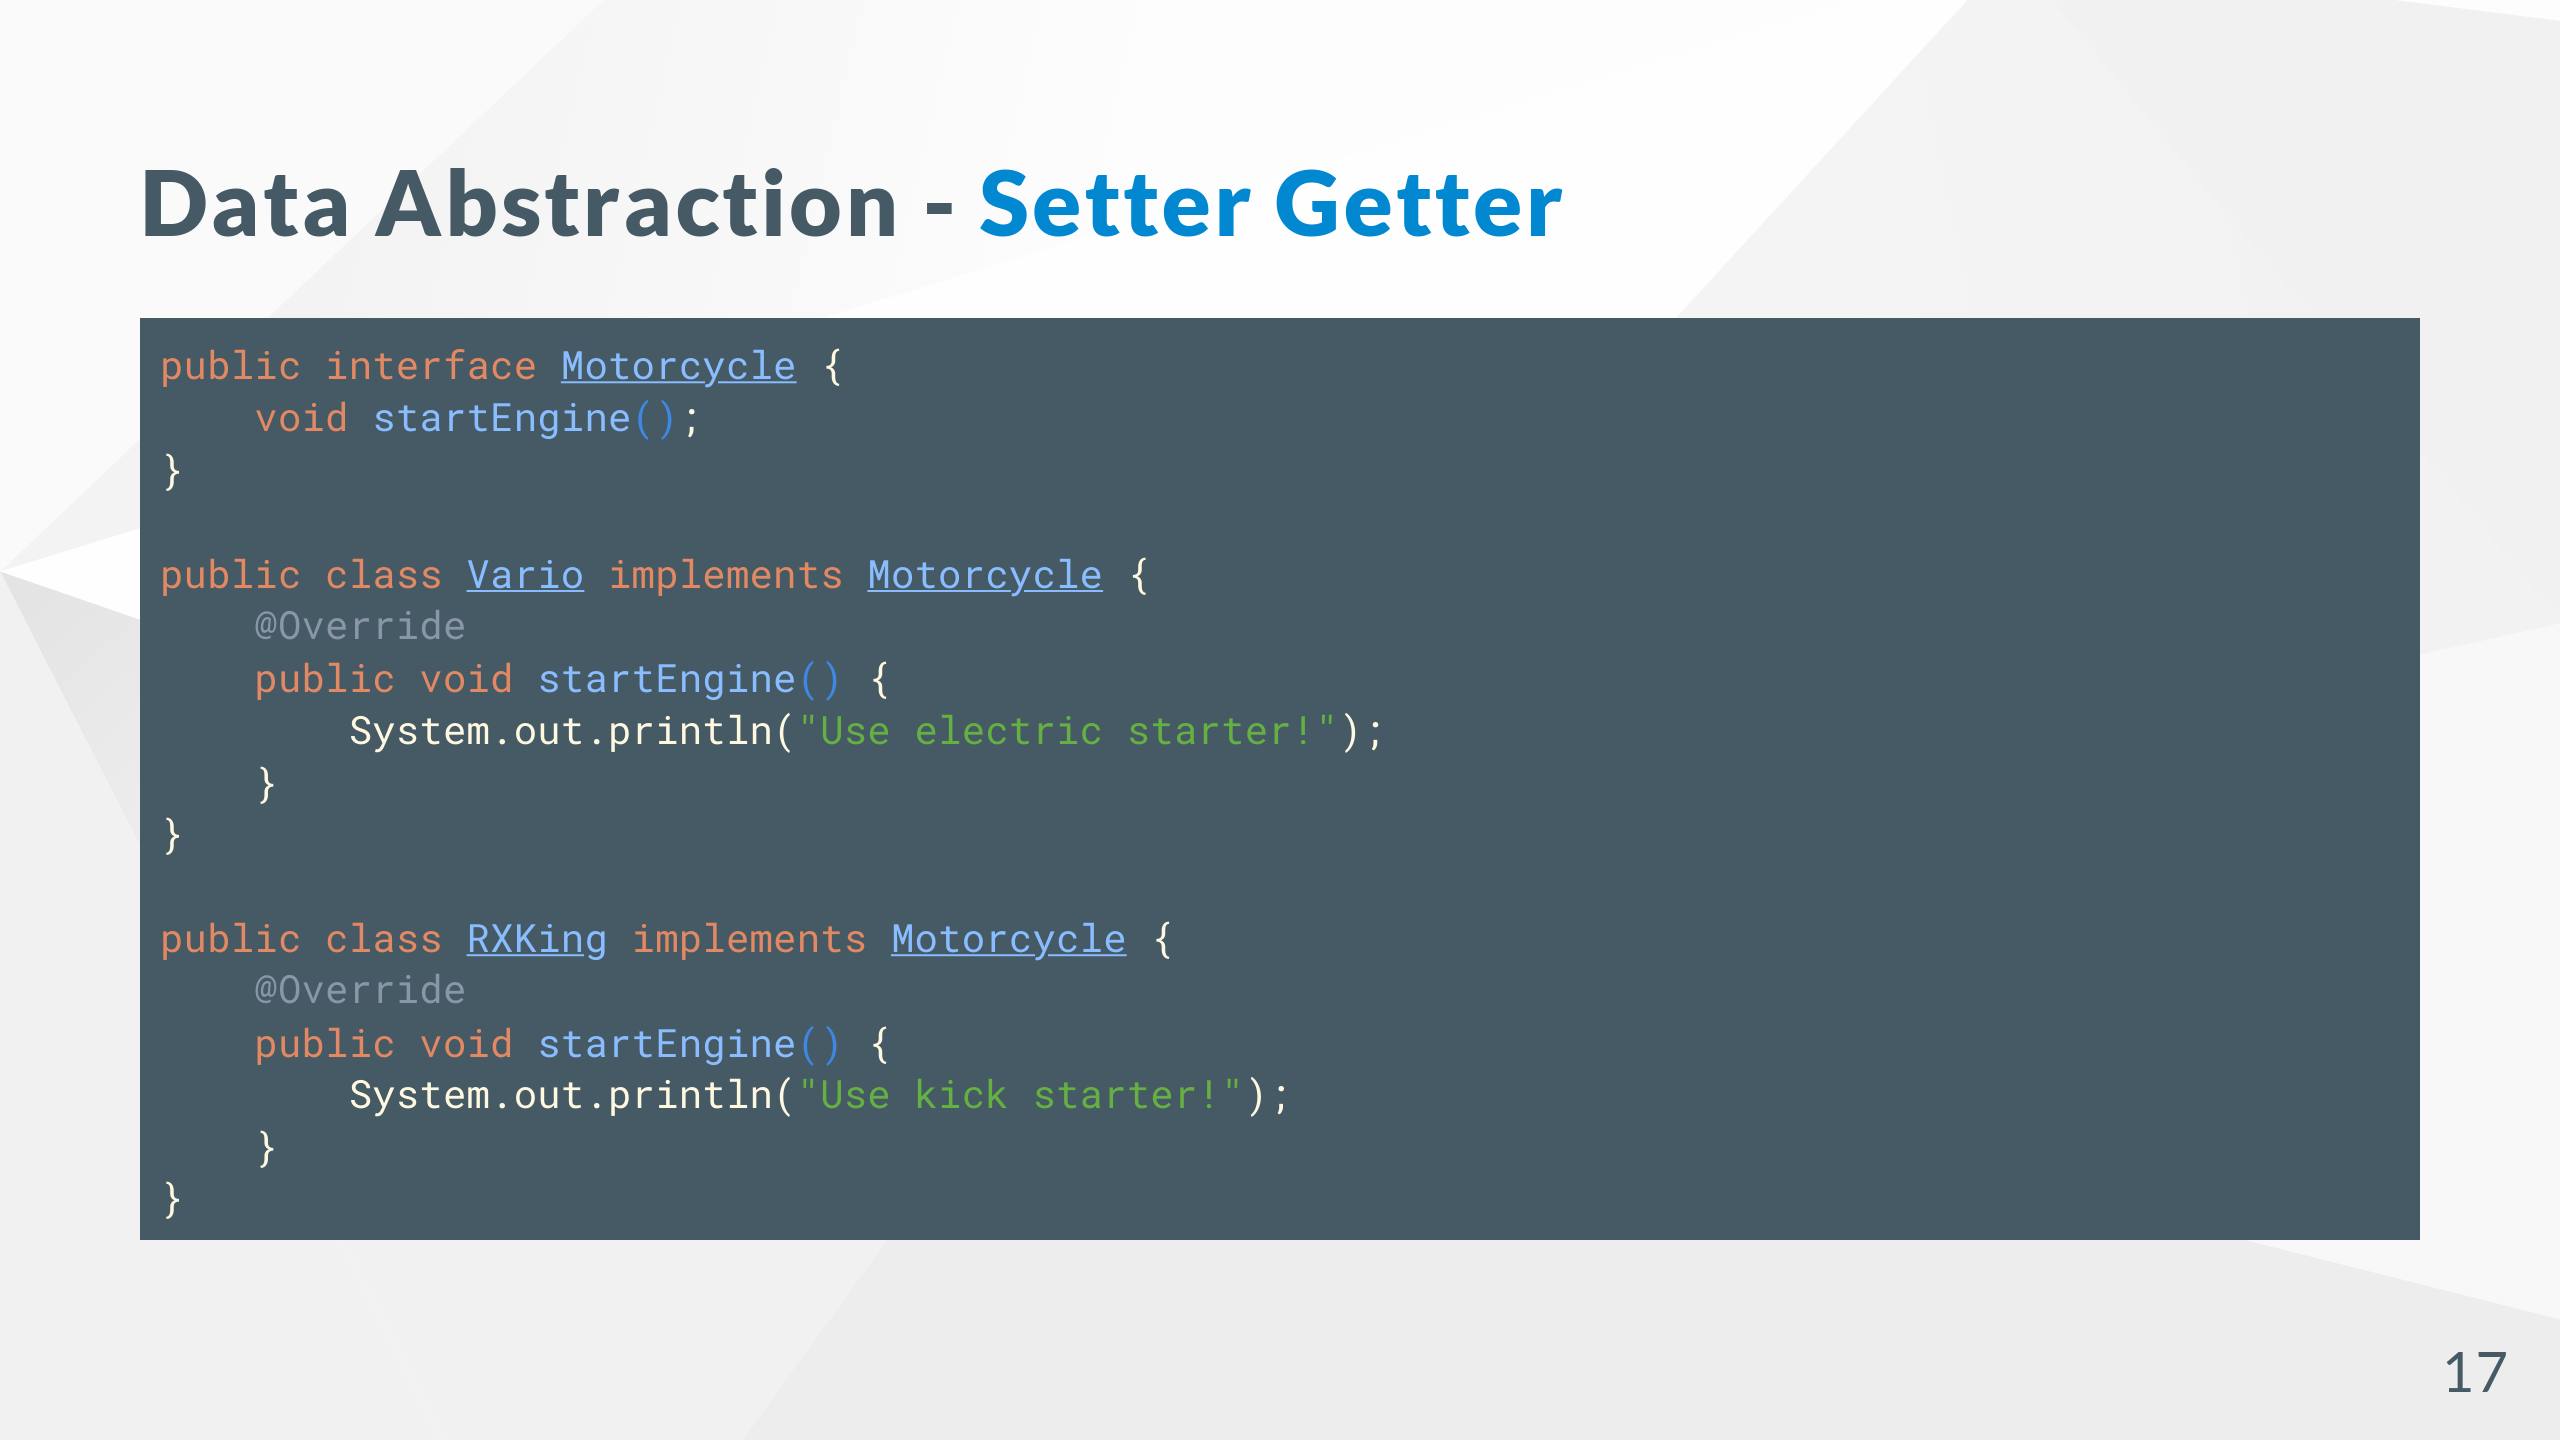 Data Abstraction - Setter Getter
public interface Motorcycle {
    void startEngine();
}
public class Vario implements Motorcycle {
    @Override
    public void startEngine() {
        System.out.println("Use electric starter!");
    }
}
public class RXKing implements Motorcycle {
    @Override
    public void startEngine() {
        System.out.println("Use kick starter!");
    }
}
17